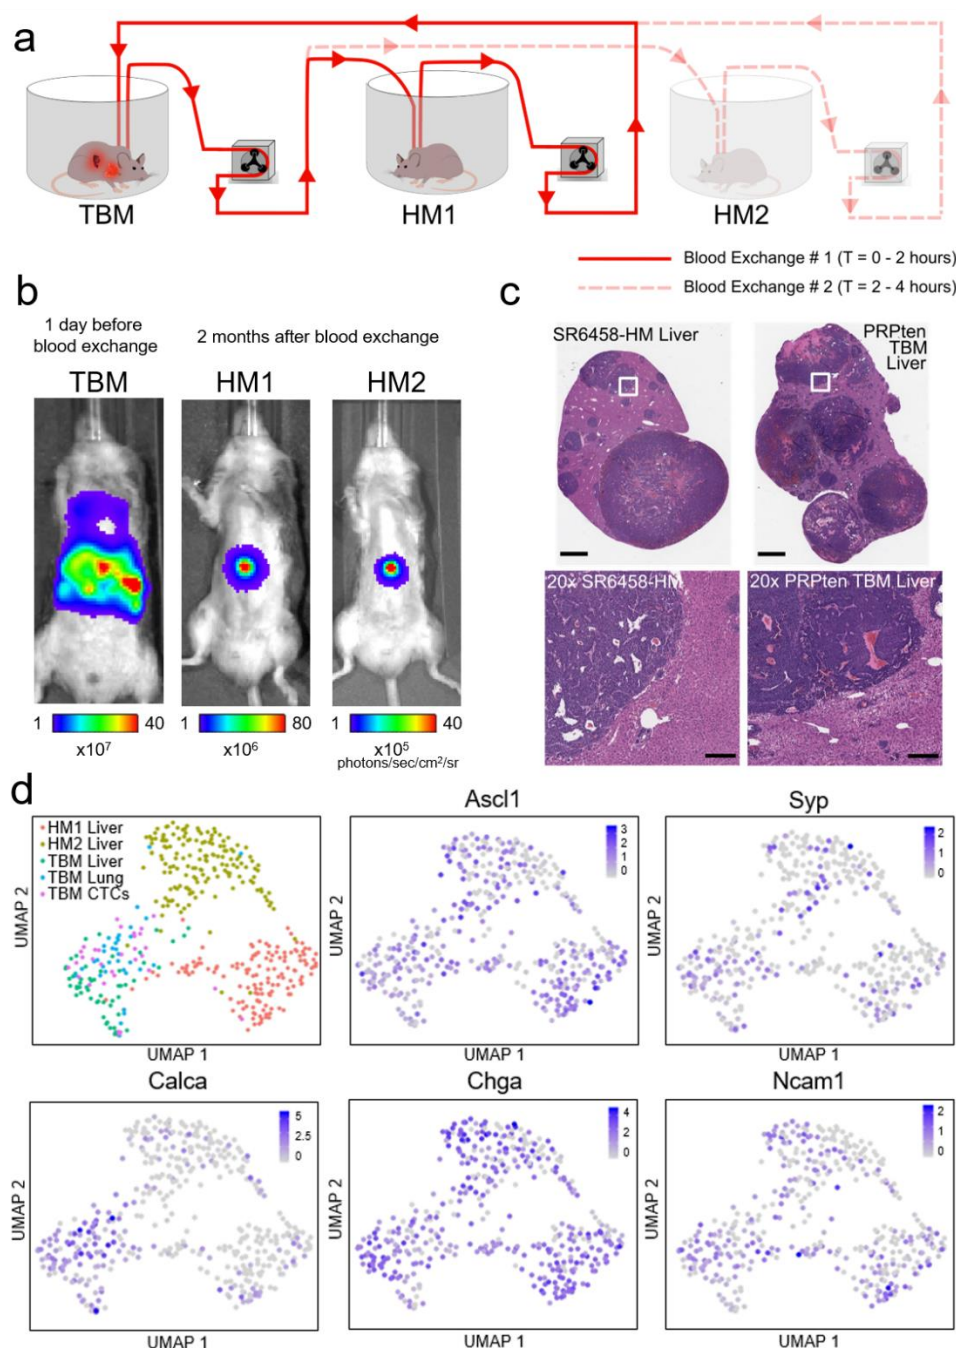 a
TBM
HM1
HM2
Blood Exchange # 1 (T = 0 - 2 hours)
Blood Exchange # 2 (T = 2 - 4 hours)
b
1 day before
blood exchange
2 months after blood exchange
TBM
HM1
HM2
1 40
x10⁷
1 80
x10⁶
1 40
x10⁵
photons/sec/cm²/sr
c
SR6458-HM Liver
PRPten
TBM
Liver
20x SR6458-HM
20x PRPten TBM Liver
d
HM1 Liver
HM2 Liver
TBM Liver
TBM Lung
TBM CTCs
UMAP 2
UMAP 1
Ascl1
3
2
1
0
UMAP 2
UMAP 1
Syp
2
1
0
UMAP 2
UMAP 1
Calca
5
2.5
0
UMAP 2
UMAP 1
Chga
4
2
0
UMAP 2
UMAP 1
Ncam1
2
1
0
UMAP 2
UMAP 1